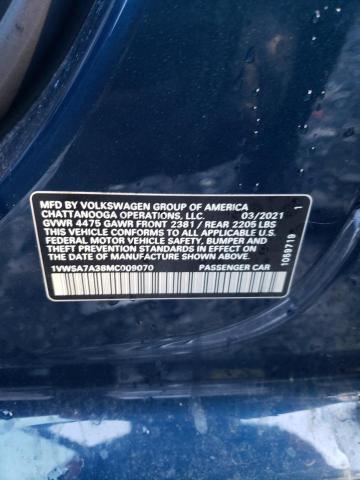 MFD BY VOLKSWAGEN GROUP OF AMERICA
CHATTANOOGA OPERATIONS, LLC. 03/2021
GVWR 4475 GAWR FRONT 2381 / REAR 2205 LBS
THIS VEHICLE CONFORMS TO ALL APPLICABLE
FEDERAL MOTOR VEHICLE SAFETY, BUMPER, AND
THEFT PREVENTION STANDARDS IN EFFECT ON
THE DATE OF MANUFACTURE SHOWN ABOVE
1VWSA7A38MC009070 PASSENGER CAR
1069719 1